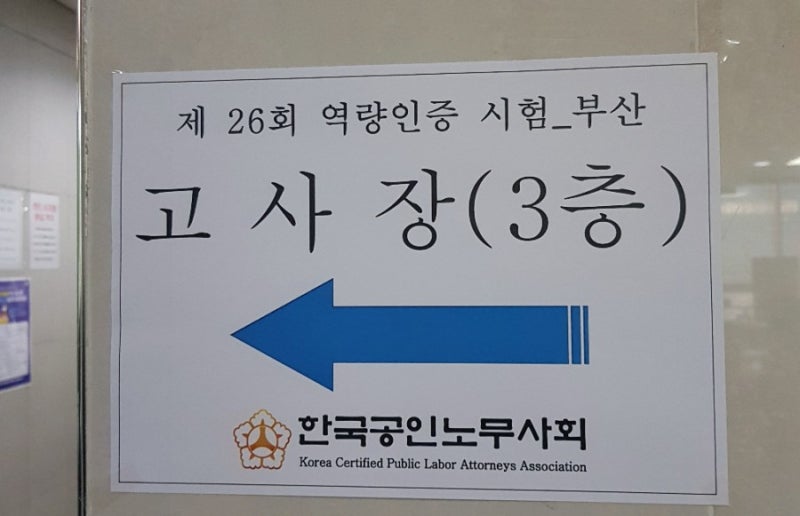 제 26회 역량인증 시험_부산
고 사 장(3층)
한국공인노무사회
Korea Certified Public Labor Attorneys Association